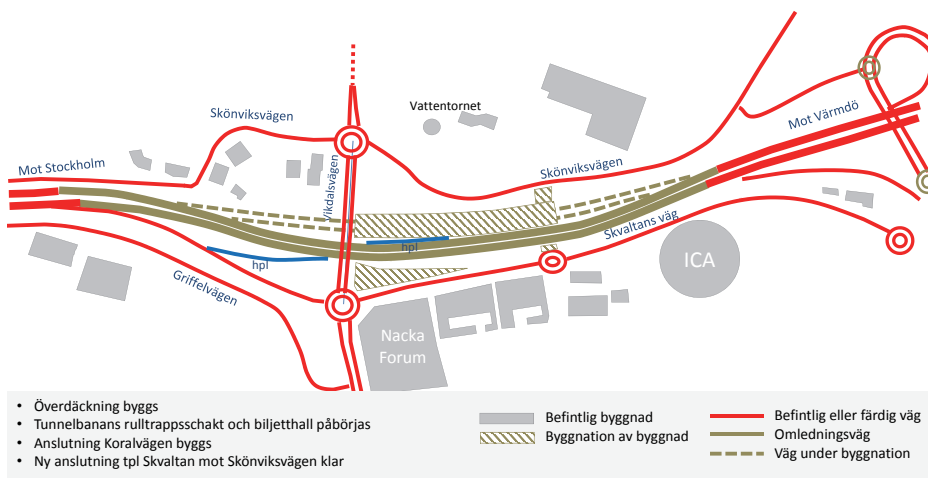 Skönviksvägen
Vattentornet
Mot Värmdö
Mot Stockholm
Skönviksvägen
Vikdalsvägen
Skvaltans väg
hpl
hpl
ICA
Griffelvägen
Nacka
Forum
• Överdäckning byggs
• Tunnelbanans rulltrappsschakt och biljetthall påbörjas
• Anslutning Koralvägen byggs
• Ny anslutning tpl Skvaltan mot Skönviksvägen klar
Befintlig byggnad
Byggnation av byggnad
Befintlig eller färdig väg
Omledningsväg
Väg under byggnation